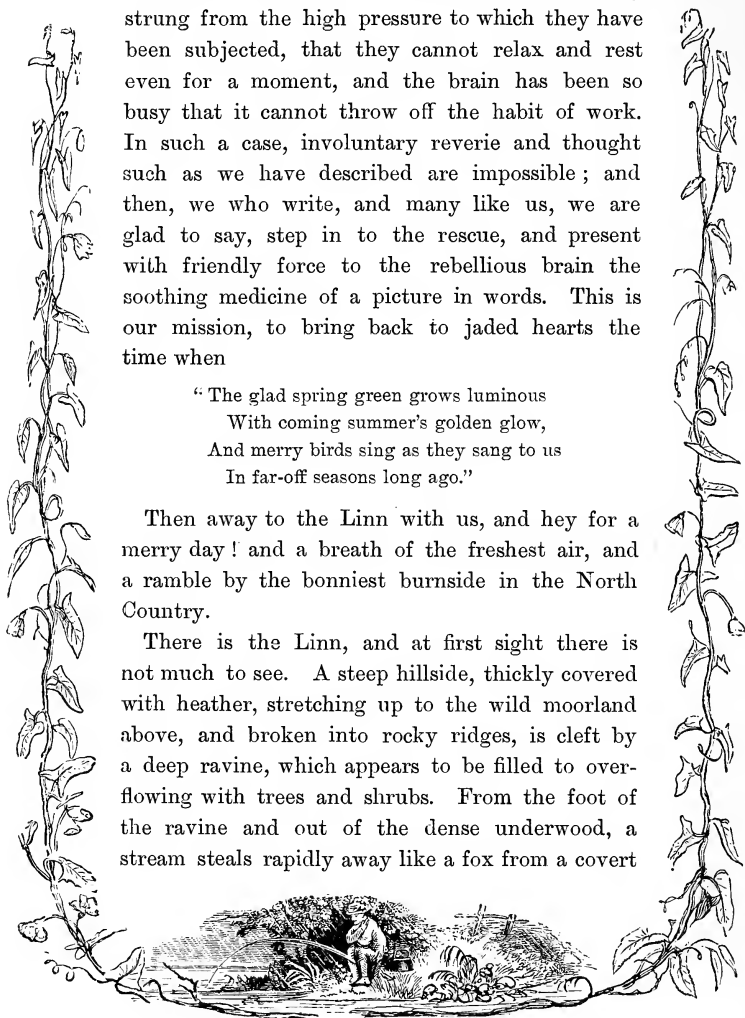 strung from the high pressure to which they have
been subjected, that they cannot relax and rest
even for a moment, and the brain has been so
busy that it cannot throw off the habit of work.
In such a case, involuntary reverie and thought
such as we have described are impossible ; and
then, we who write, and many like us, we are
glad to say, step in to the rescue, and present
with friendly force to the rebellious brain the
soothing medicine of a picture in words. This is
our mission, to bring back to jaded hearts the
time when
“ The glad spring green grows luminous
With coming summer’s golden glow,
And merry birds sing as they sang to us
In far-off seasons long ago.”
Then away to the Linn with us, and hey for a
merry day ! and a breath of the freshest air, and
a ramble by the bonniest burnside in the North
Country.
There is the Linn, and at first sight there is
not much to see. A steep hillside, thickly covered
with heather, stretching up to the wild moorland
above, and broken into rocky ridges, is cleft by
a deep ravine, which appears to be filled to over-
flowing with trees and shrubs. From the foot of
the ravine and out of the dense underwood, a
stream steals rapidly away like a fox from a covert